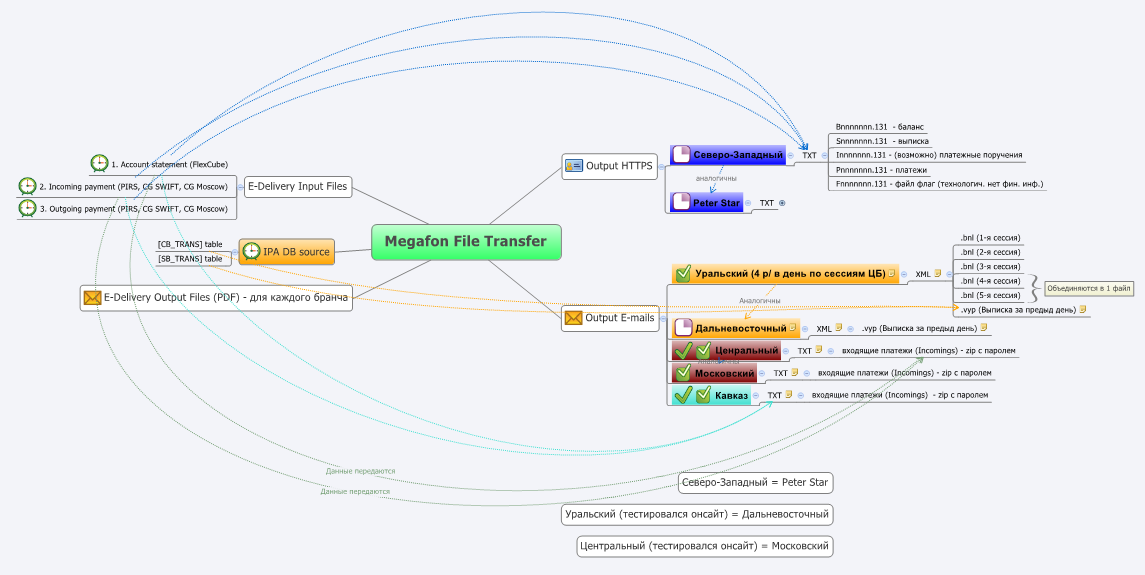 Megafon File Transfer
E-Delivery Input Files
1. Account statement (FlexCube)
2. Incoming payment (PIRS, CG SWIFT, CG Moscow)
3. Outgoing payment (PIRS, CG SWIFT, CG Moscow)
IPA DB source
[CB_TRANS] table
[SB_TRANS] table
E-Delivery Output Files (PDF) - для каждого бранча
Output HTTPS
Северо-Западный
TXT
Bnnnnnnn.131 - баланс
Snnnnnnn.131 - выписка
Innnnnnn.131 - (возможно) платежные поручения
Pnnnnnnn.131 - платежи
Fnnnnnnn.131 - файл флаг (технологич. нет фин. инф.)
аналогичны
Peter Star
TXT
Output E-mails
Уральский (4 р/ в день по сессиям ЦБ)
XML
.bnl (1-я сессия)
.bnl (2-я сессия)
.bnl (3-я сессия)
.bnl (4-я сессия)
.bnl (5-я сессия)
Объединяются в 1 файл
.vyp (Выписка за предыд день)
Аналогичны
Дальневосточный
XML
.vyp (Выписка за предыд день)
Ценральный
TXT
входящие платежи (Incomings) - zip с паролем
Московский
TXT
входящие платежи (Incomings) - zip с паролем
Кавказ
TXT
входящие платежи (Incomings) - zip с паролем
Данные передаются
Данные передаются
Северо-Западный = Peter Star
Уральский (тестировался онсайт) = Дальневосточный
Центральный (тестировался онсайт) = Московский